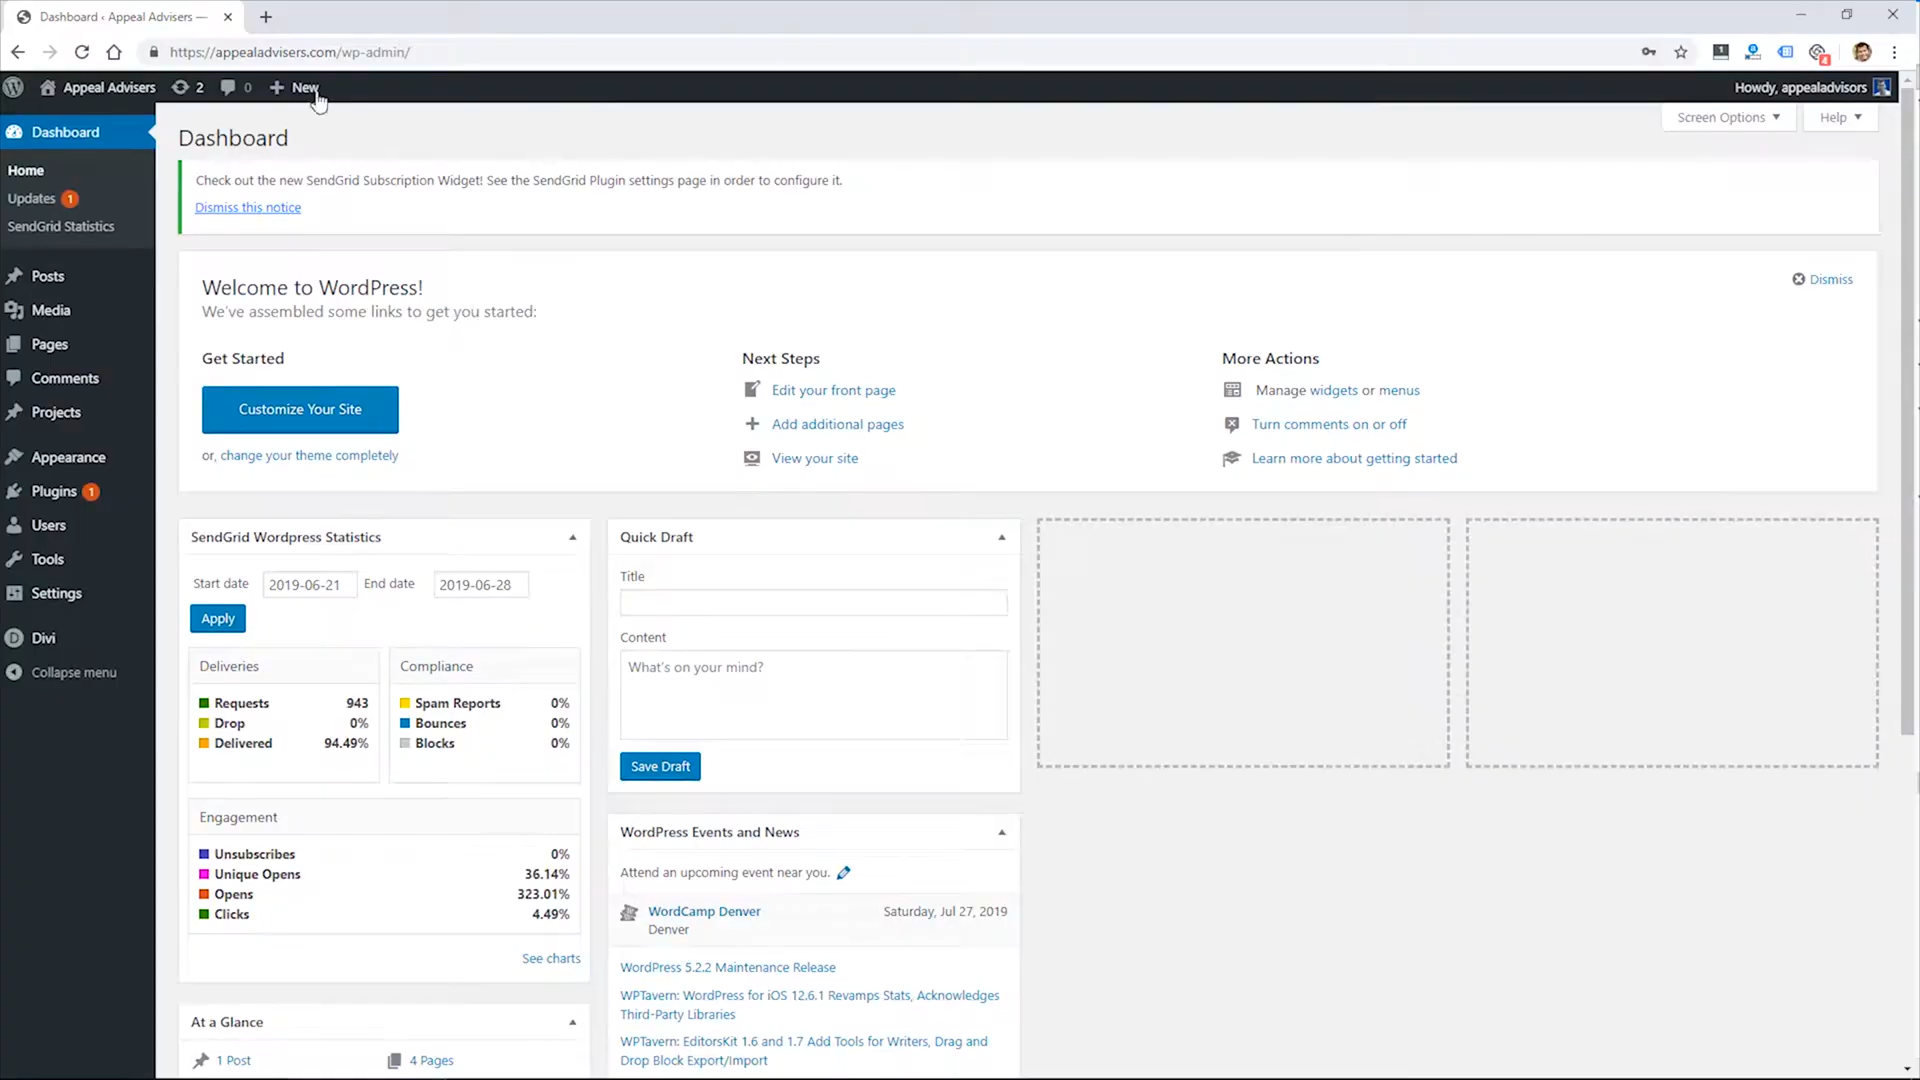 Dashboard ‹ Appeal Advisers —
https://appealadvisers.com/wp-admin/
4
Appeal Advisers 2 0 New
Howdy, appealadvisors
Dashboard
Home
Updates 1
SendGrid Statistics
Posts
Media
Pages
Comments
Projects
Appearance
Plugins 1
Users
Tools
Settings
Divi
Collapse menu
Screen Options
Help
Dashboard
Check out the new SendGrid Subscription Widget! See the SendGrid Plugin settings page in order to configure it.
Dismiss this notice
Welcome to WordPress!
We've assembled some links to get you started:
Dismiss
Get Started
Customize Your Site
or, change your theme completely
Next Steps
Edit your front page
Add additional pages
View your site
More Actions
Manage widgets or menus
Turn comments on or off
Learn more about getting started
SendGrid Wordpress Statistics
Start date 2019-06-21 End date 2019-06-28
Apply
Deliveries
Requests 943
Drop 0%
Delivered 94.49%
Compliance
Spam Reports 0%
Bounces 0%
Blocks 0%
Engagement
Unsubscribes 0%
Unique Opens 36.14%
Opens 323.01%
Clicks 4.49%
See charts
At a Glance
1 Post
4 Pages
Quick Draft
Title
Content
What's on your mind?
Save Draft
WordPress Events and News
Attend an upcoming event near you.
WordCamp Denver Saturday, Jul 27, 2019
Denver
WordPress 5.2.2 Maintenance Release
WPTavern: WordPress for iOS 12.6.1 Revamps Stats, Acknowledges
Third-Party Libraries
WPTavern: EditorsKit 1.6 and 1.7 Add Tools for Writers, Drag and
Drop Block Export/Import